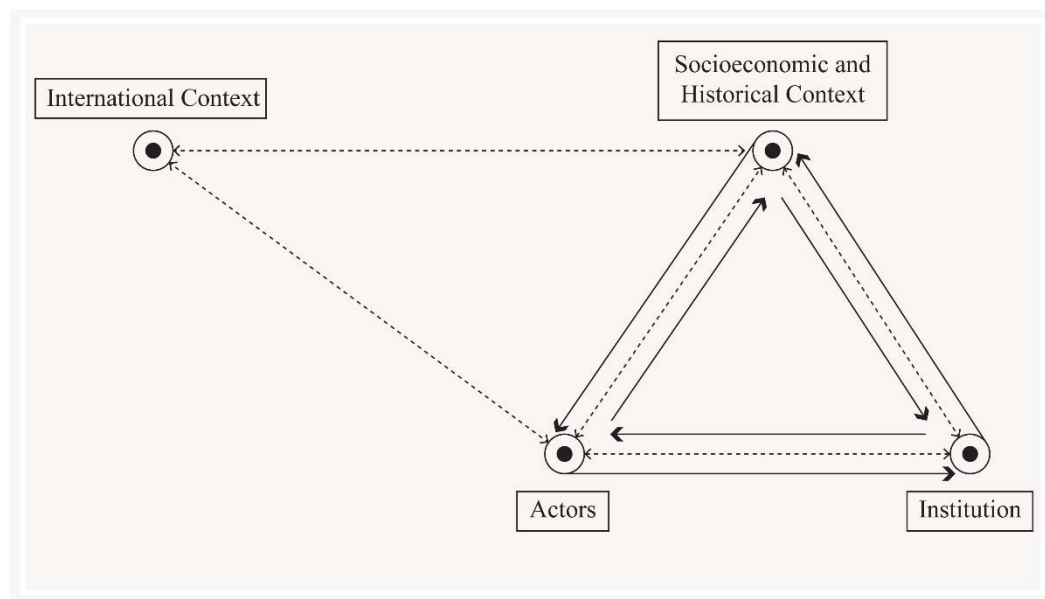 International Context
Socioeconomic and
Historical Context
Actors
Institution